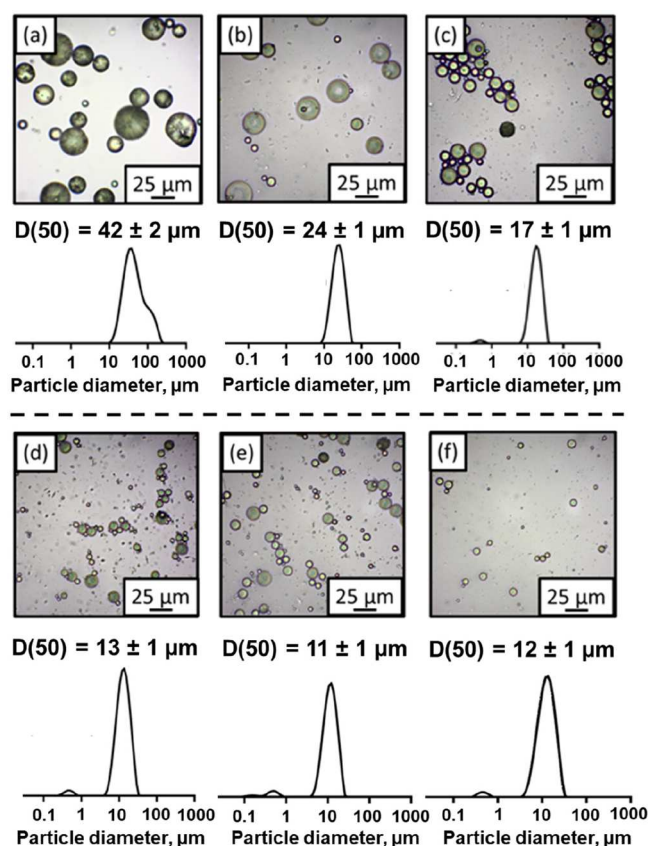 (a) (b) (c)
25 µm 25 µm 25 µm
D(50) = 42 ± 2 µm D(50) = 24 ± 1 µm D(50) = 17 ± 1 µm
0.1 1 10 100 1000 0.1 1 10 100 1000 0.1 1 10 100 1000
Particle diameter, µm Particle diameter, µm Particle diameter, µm
(d) (e) (f)
25 µm 25 µm 25 µm
D(50) = 13 ± 1 µm D(50) = 11 ± 1 µm D(50) = 12 ± 1 µm
0.1 1 10 100 1000 0.1 1 10 100 1000 0.1 1 10 100 1000
Particle diameter, µm Particle diameter, µm Particle diameter, µm